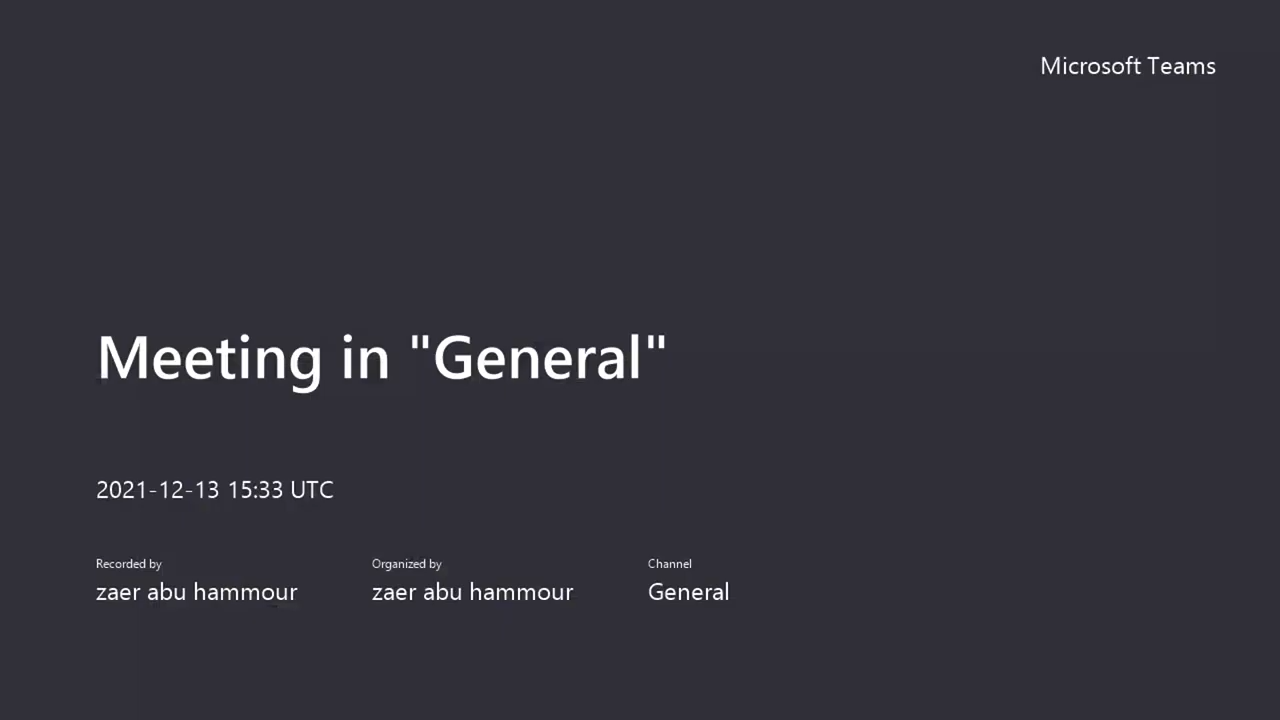 Microsoft Teams
Meeting in "General"
2021-12-13 15:33 UTC
Recorded by
zaer abu hammour
Organized by
zaer abu hammour
Channel
General